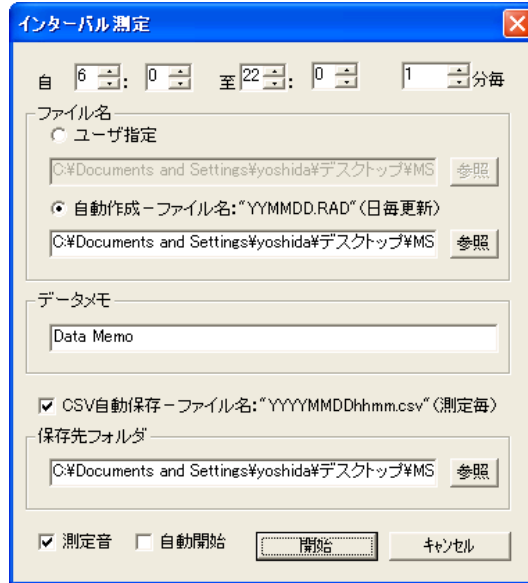 インターバル測定
自 6 : 0 至 22 : 0 1 分毎
ファイル名
ユーザ指定
C:¥Documents and Settings¥yoshida¥デスクトップ¥MS 参照
自動作成－ファイル名:"YYMMDD.RAD"(日毎更新)
C:¥Documents and Settings¥yoshida¥デスクトップ¥MS 参照
データメモ
Data Memo
CSV自動保存－ファイル名:"YYYYMMDDhhmm.csv"(測定毎)
保存先フォルダ
C:¥Documents and Settings¥yoshida¥デスクトップ¥MS 参照
測定音 自動開始 開始 キャンセル